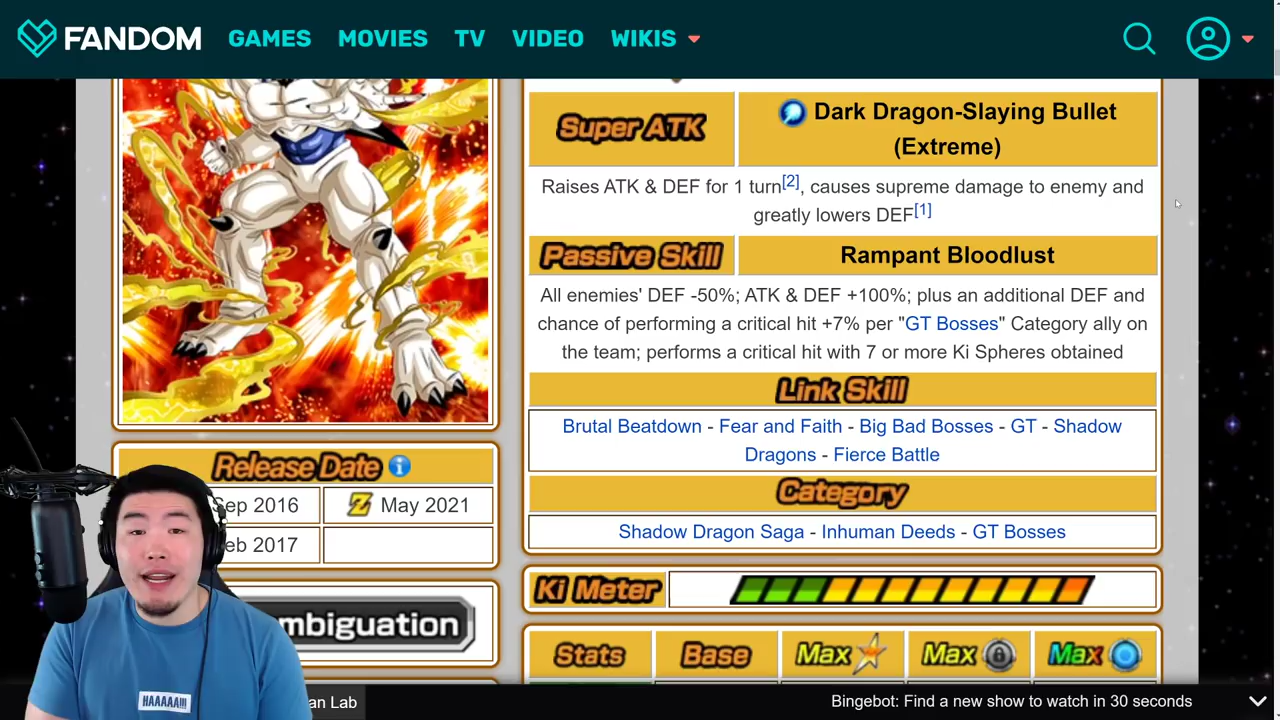 FANDOM GAMES MOVIES TV VIDEO WIKIS
Super ATK
Dark Dragon-Slaying Bullet
(Extreme)
Raises ATK & DEF for 1 turn[2], causes supreme damage to enemy and
greatly lowers DEF[1]
Passive Skill
Rampant Bloodlust
All enemies' DEF -50%; ATK & DEF +100%; plus an additional DEF and
chance of performing a critical hit +7% per "GT Bosses" Category ally on
the team; performs a critical hit with 7 or more Ki Spheres obtained
Link Skill
Brutal Beatdown - Fear and Faith - Big Bad Bosses - GT - Shadow
Dragons - Fierce Battle
Category
Shadow Dragon Saga - Inhuman Deeds - GT Bosses
Ki Meter
Stats Base Max Max Max
Release Date i
Sep 2016 Z May 2021
eb 2017
mbiguation
HAAAAA!!!
an Lab
Bingebot: Find a new show to watch in 30 seconds